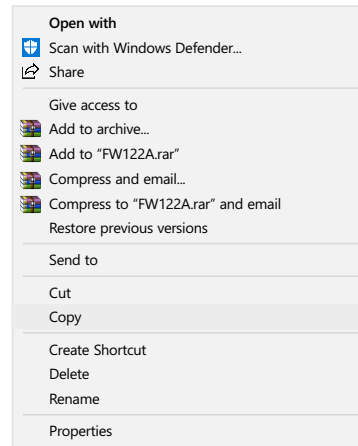 Open with
Scan with Windows Defender...
Share
Give access to
Add to archive...
Add to “FW122A.rar”
Compress and email...
Compress to “FW122A.rar” and email
Restore previous versions
Send to
Cut
Copy
Create Shortcut
Delete
Rename
Properties